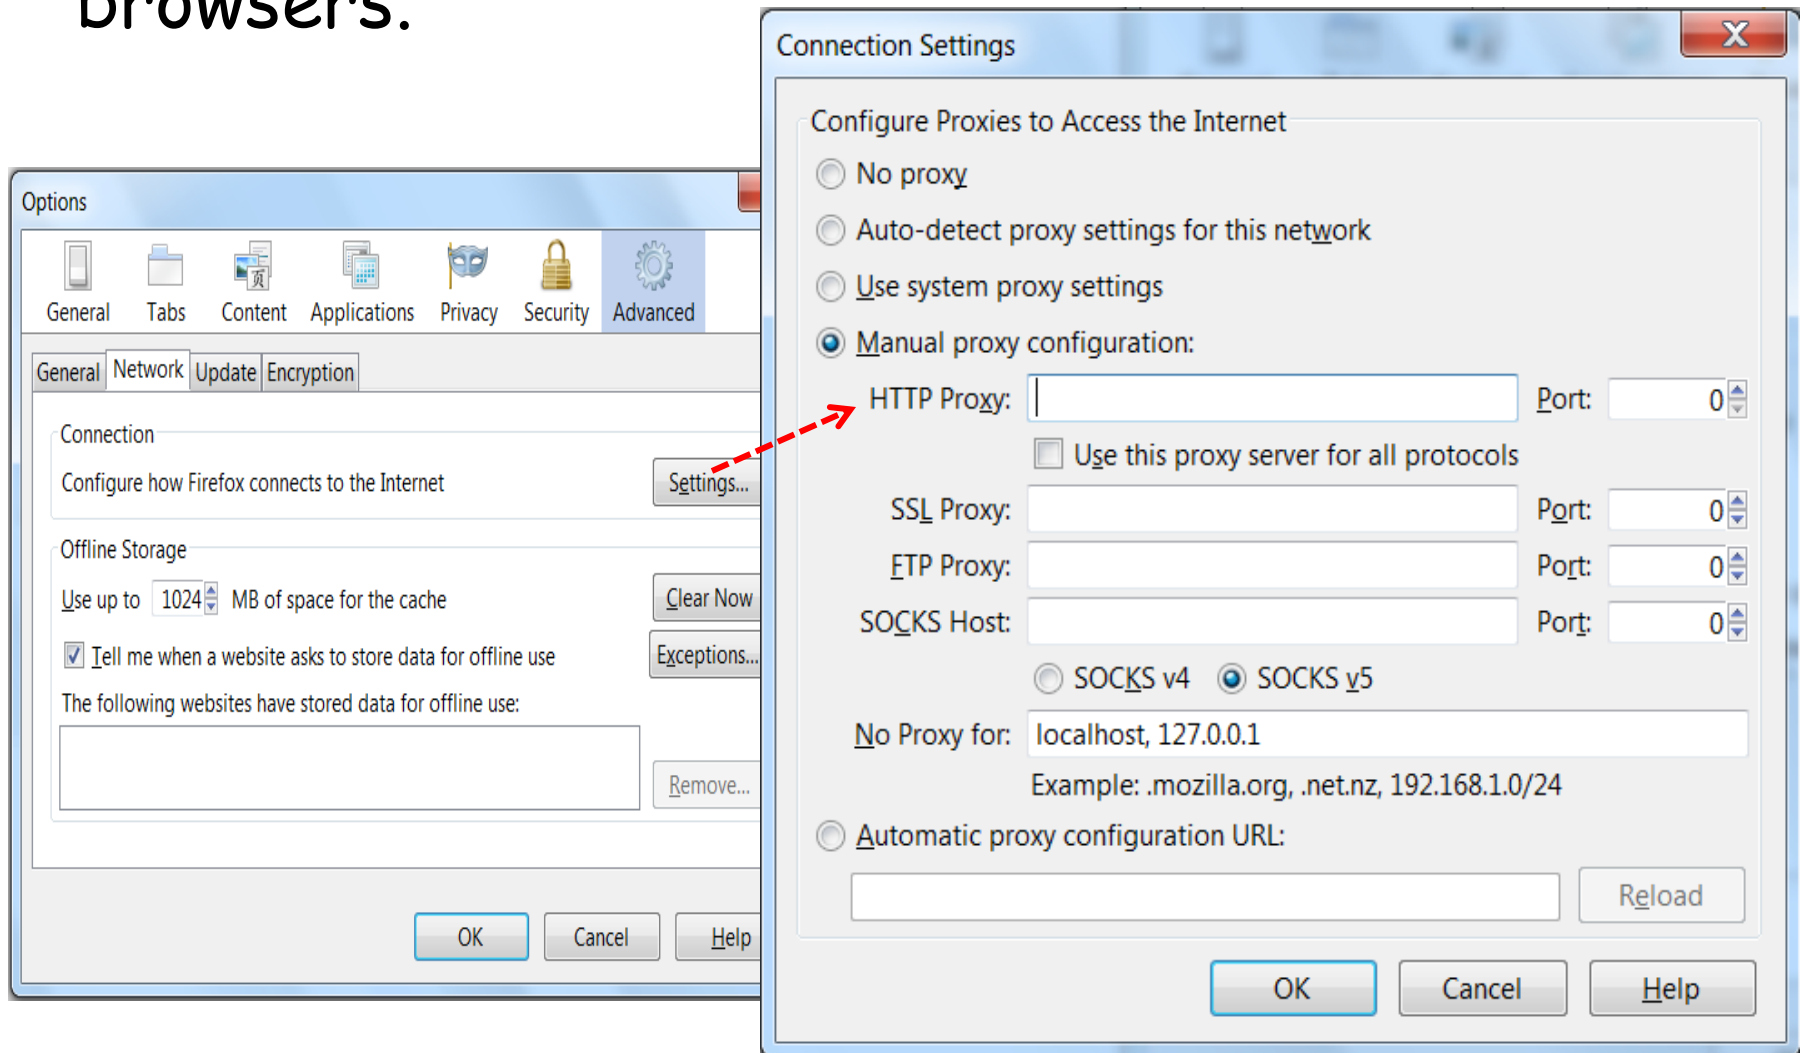 browsers.
Options
General Tabs Content Applications Privacy Security Advanced
页
General Network Update Encryption
Connection
Configure how Firefox connects to the Internet Settings...
Offline Storage
Use up to 1024 MB of space for the cache Clear Now
Tell me when a website asks to store data for offline use Exceptions...
The following websites have stored data for offline use:
Remove...
OK Cancel Help
Connection Settings
Configure Proxies to Access the Internet
No proxy
Auto-detect proxy settings for this network
Use system proxy settings
Manual proxy configuration:
HTTP Proxy: Port: 0
Use this proxy server for all protocols
SSL Proxy: Port: 0
FTP Proxy: Port: 0
SOCKS Host: Port: 0
SOCKS v4 SOCKS v5
No Proxy for: localhost, 127.0.0.1
Example: .mozilla.org, .net.nz, 192.168.1.0/24
Automatic proxy configuration URL:
Reload
OK Cancel Help